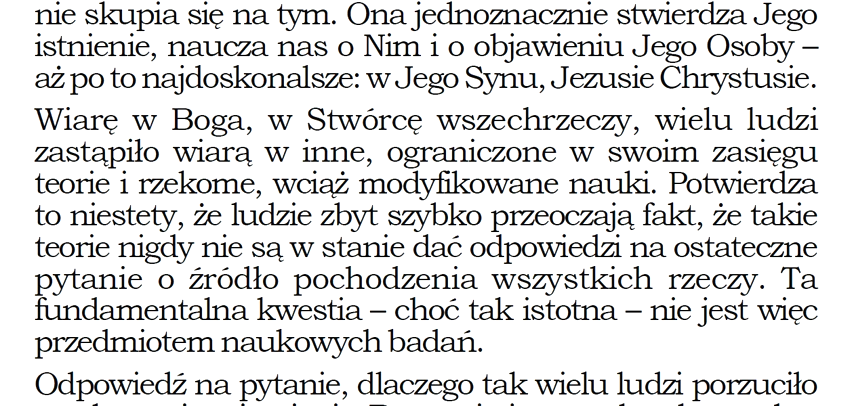 nie skupia się na tym. Ona jednoznacznie stwierdza Jego
istnienie, naucza nas o Nim i o objawieniu Jego Osoby –
aż po to najdoskonalsze: w Jego Synu, Jezusie Chrystusie.
Wiarę w Boga, w Stwórcę wszechrzeczy, wielu ludzi
zastąpiło wiarą w inne, ograniczone w swoim zasięgu
teorie i rzekome, wciąż modyfikowane nauki. Potwierdza
to niestety, że ludzie zbyt szybko przeoczają fakt, że takie
teorie nigdy nie są w stanie dać odpowiedzi na ostateczne
pytanie o źródło pochodzenia wszystkich rzeczy. Ta
fundamentalna kwestia – choć tak istotna – nie jest więc
przedmiotem naukowych badań.
Odpowiedź na pytanie, dlaczego tak wielu ludzi porzuciło